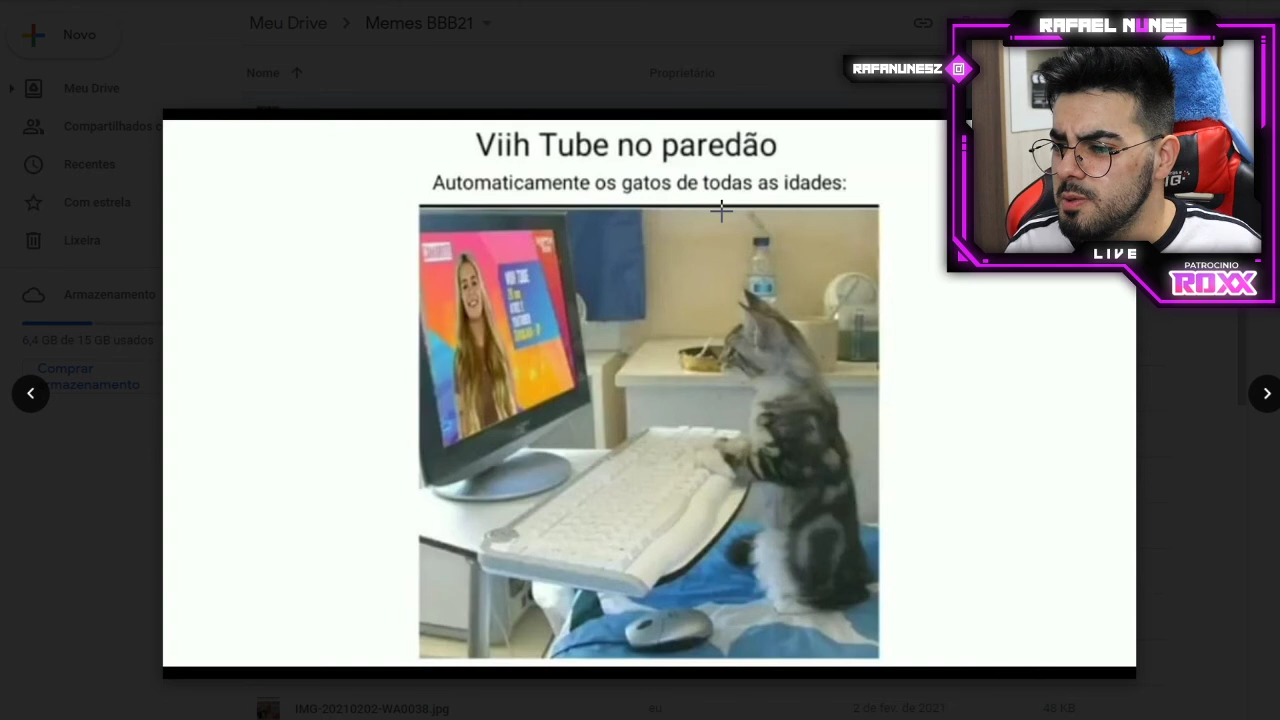 Meu Drive > Memes BBB21
Novo
Nome
Proprietário
Meu Drive
Compartilhados c
Recentes
Com estrela
Lixeira
Armazenamento
6,4 GB de 15 GB usados
Comprar
armazenamento
Viih Tube no paredão
Automaticamente os gatos de todas as idades:
VIIH TUBE
IMG-20210202-WA0038.jpg
eu
2 de fev. de 2021
48 KB
RAFAEL NUNES
RAFANUNESZ
LIVE
PATROCINIO
ROXX